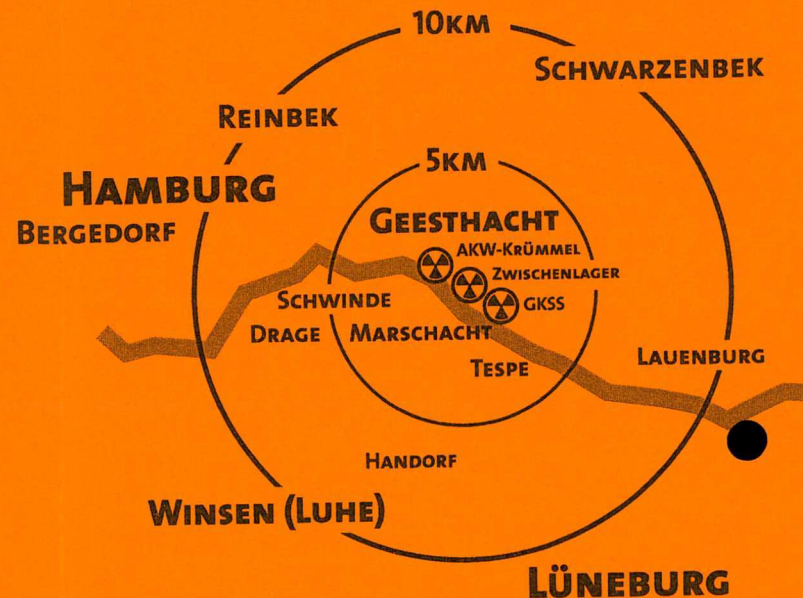 10KM
SCHWARZENBEK
REINBEK
5KM
HAMBURG
BERGEDORF
GEESTHACHT
AKW-KRÜMMEL
ZWISCHENLAGER
GKSS
SCHWINDE
DRAGE
MARSCHACHT
TESPE
LAUENBURG
HANDORF
WINSEN (LUHE)
LÜNEBURG